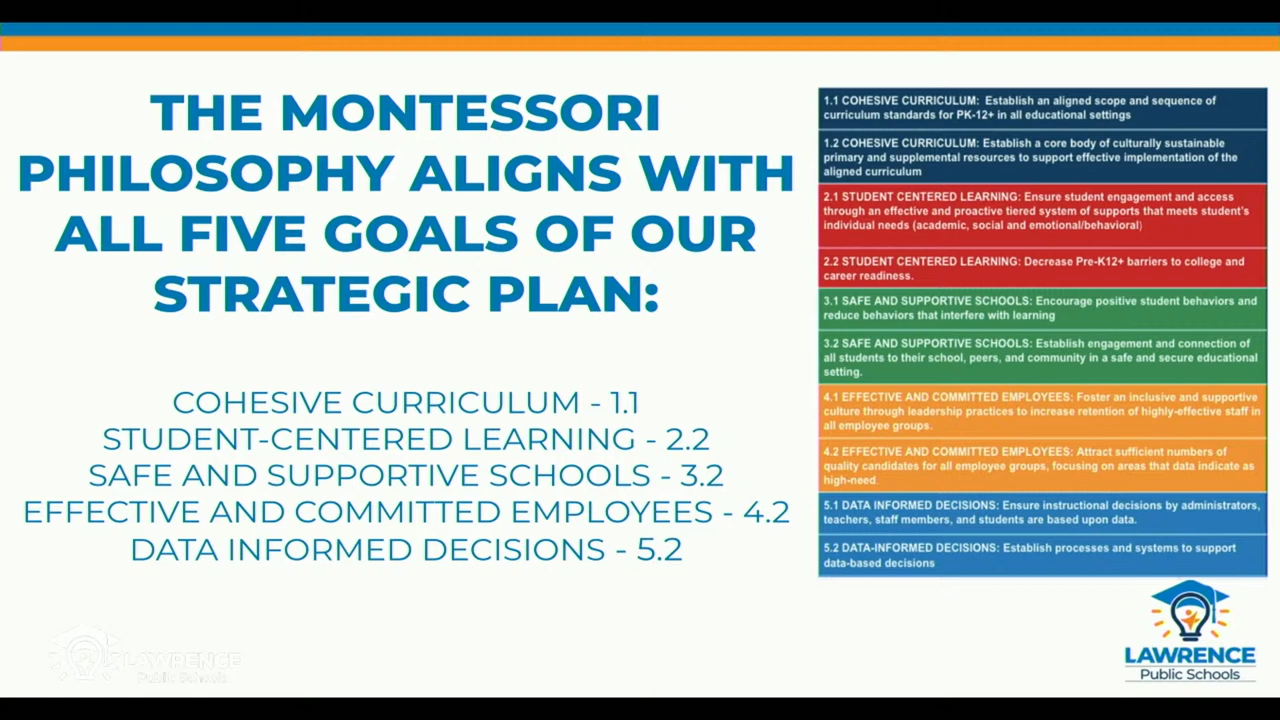 THE MONTESSORI
PHILOSOPHY ALIGNS WITH
ALL FIVE GOALS OF OUR
STRATEGIC PLAN:
COHESIVE CURRICULUM - 1.1
STUDENT-CENTERED LEARNING - 2.2
SAFE AND SUPPORTIVE SCHOOLS - 3.2
EFFECTIVE AND COMMITTED EMPLOYEES - 4.2
DATA INFORMED DECISIONS - 5.2
1.1 COHESIVE CURRICULUM: Establish an aligned scope and sequence of
curriculum standards for PK-12+ in all educational settings
1.2 COHESIVE CURRICULUM: Establish a core body of culturally sustainable
primary and supplemental resources to support effective implementation of the
aligned curriculum
2.1 STUDENT CENTERED LEARNING: Ensure student engagement and access
through an effective and proactive tiered system of supports that meets student's
individual needs (academic, social and emotional/behavioral)
2.2 STUDENT CENTERED LEARNING: Decrease Pre-K12+ barriers to college and
career readiness.
3.1 SAFE AND SUPPORTIVE SCHOOLS: Encourage positive student behaviors and
reduce behaviors that interfere with learning
3.2 SAFE AND SUPPORTIVE SCHOOLS: Establish engagement and connection of
all students to their school, peers, and community in a safe and secure educational
setting.
4.1 EFFECTIVE AND COMMITTED EMPLOYEES: Foster an inclusive and supportive
culture through leadership practices to increase retention of highly-effective staff in
all employee groups.
4.2 EFFECTIVE AND COMMITTED EMPLOYEES: Attract sufficient numbers of
quality candidates for all employee groups, focusing on areas that data indicate as
high-need.
5.1 DATA INFORMED DECISIONS: Ensure instructional decisions by administrators,
teachers, staff members, and students are based upon data.
5.2 DATA-INFORMED DECISIONS: Establish processes and systems to support
data-based decisions
LAWRENCE
Public Schools
LAWRENCE
Public Schools